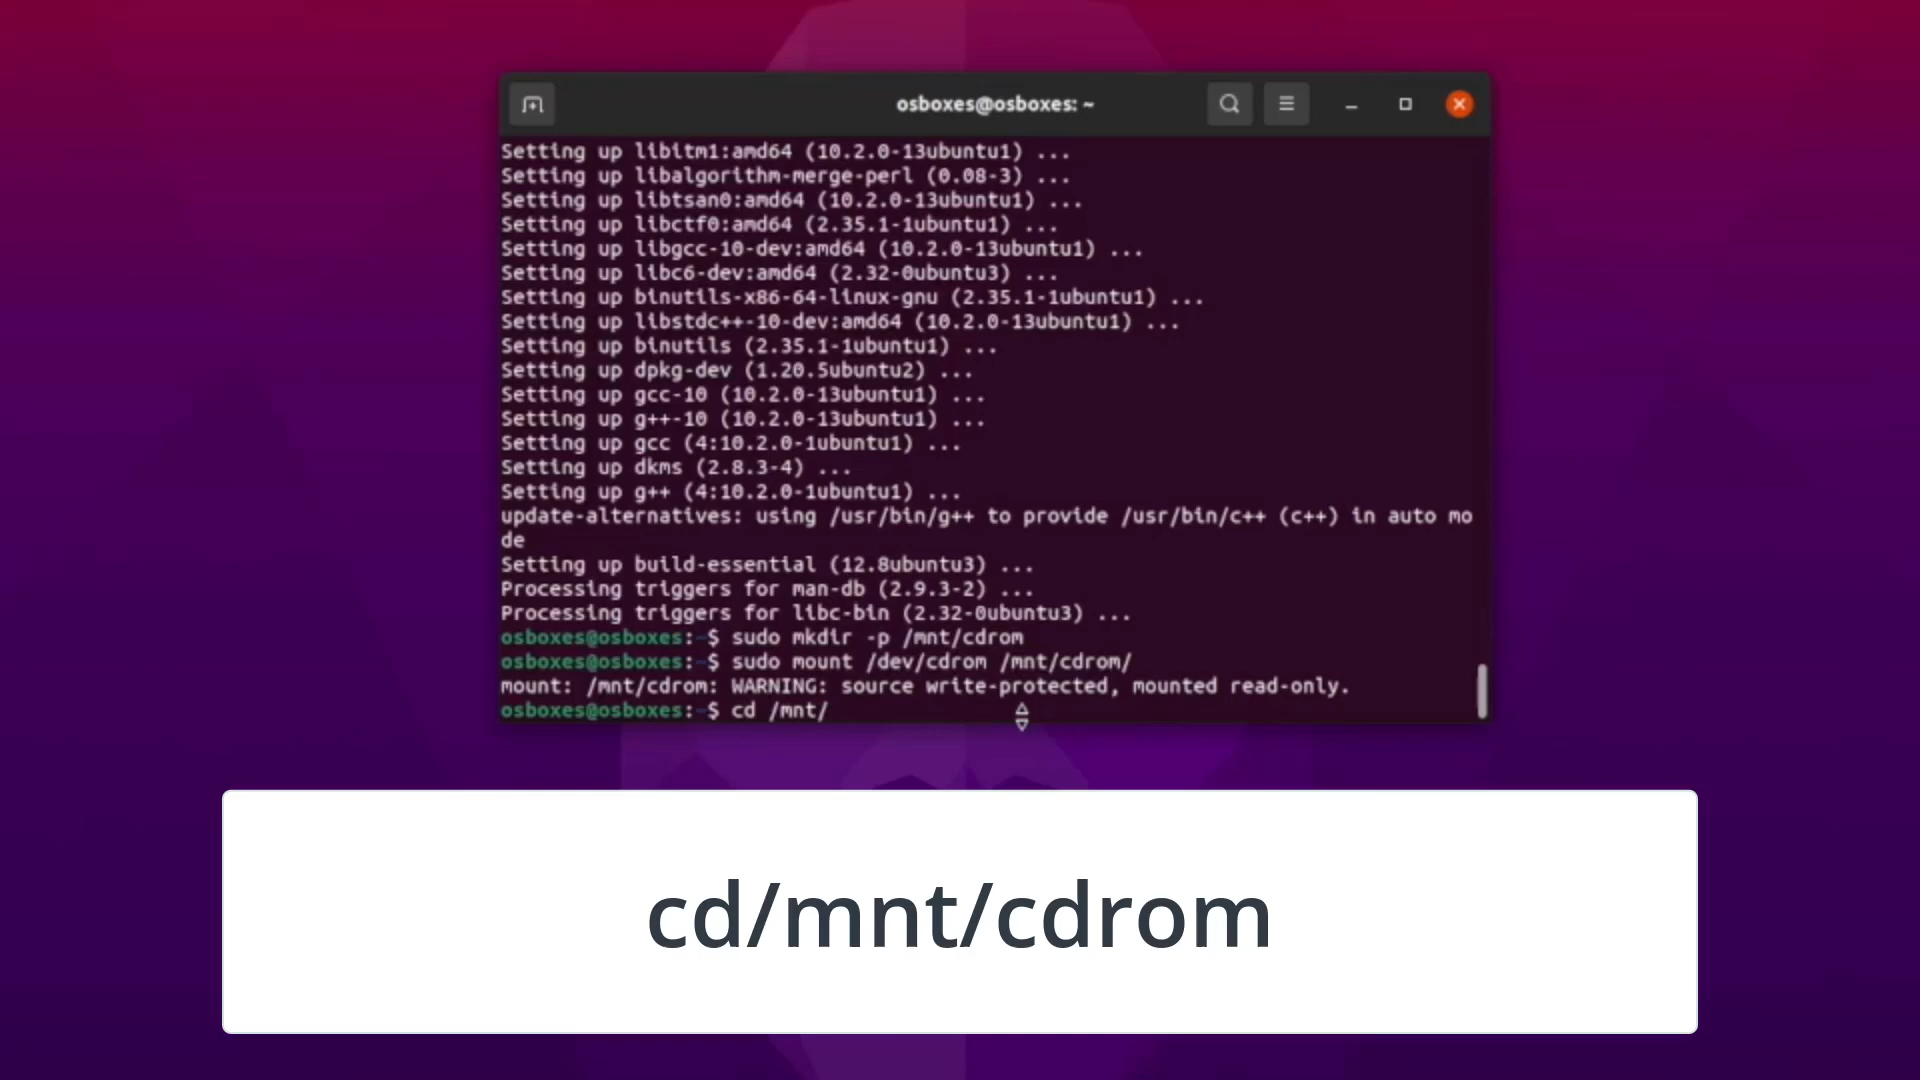 osboxes@osboxes: ~
Setting up libitm1:amd64 (10.2.0-13ubuntu1) ...
Setting up libalgorithm-merge-perl (0.08-3) ...
Setting up libtsan0:amd64 (10.2.0-13ubuntu1) ...
Setting up libctf0:amd64 (2.35.1-1ubuntu1) ...
Setting up libgcc-10-dev:amd64 (10.2.0-13ubuntu1) ...
Setting up libc6-dev:amd64 (2.32-0ubuntu3) ...
Setting up binutils-x86-64-linux-gnu (2.35.1-1ubuntu1) ...
Setting up libstdc++-10-dev:amd64 (10.2.0-13ubuntu1) ...
Setting up binutils (2.35.1-1ubuntu1) ...
Setting up dpkg-dev (1.20.5ubuntu2) ...
Setting up gcc-10 (10.2.0-13ubuntu1) ...
Setting up g++-10 (10.2.0-13ubuntu1) ...
Setting up gcc (4:10.2.0-1ubuntu1) ...
Setting up dkms (2.8.3-4) ...
Setting up g++ (4:10.2.0-1ubuntu1) ...
update-alternatives: using /usr/bin/g++ to provide /usr/bin/c++ (c++) in auto mo
de
Setting up build-essential (12.8ubuntu3) ...
Processing triggers for man-db (2.9.3-2) ...
Processing triggers for libc-bin (2.32-0ubuntu3) ...
osboxes@osboxes:~$ sudo mkdir -p /mnt/cdrom
osboxes@osboxes:~$ sudo mount /dev/cdrom /mnt/cdrom/
mount: /mnt/cdrom: WARNING: source write-protected, mounted read-only.
osboxes@osboxes:~$ cd /mnt/
cd/mnt/cdrom